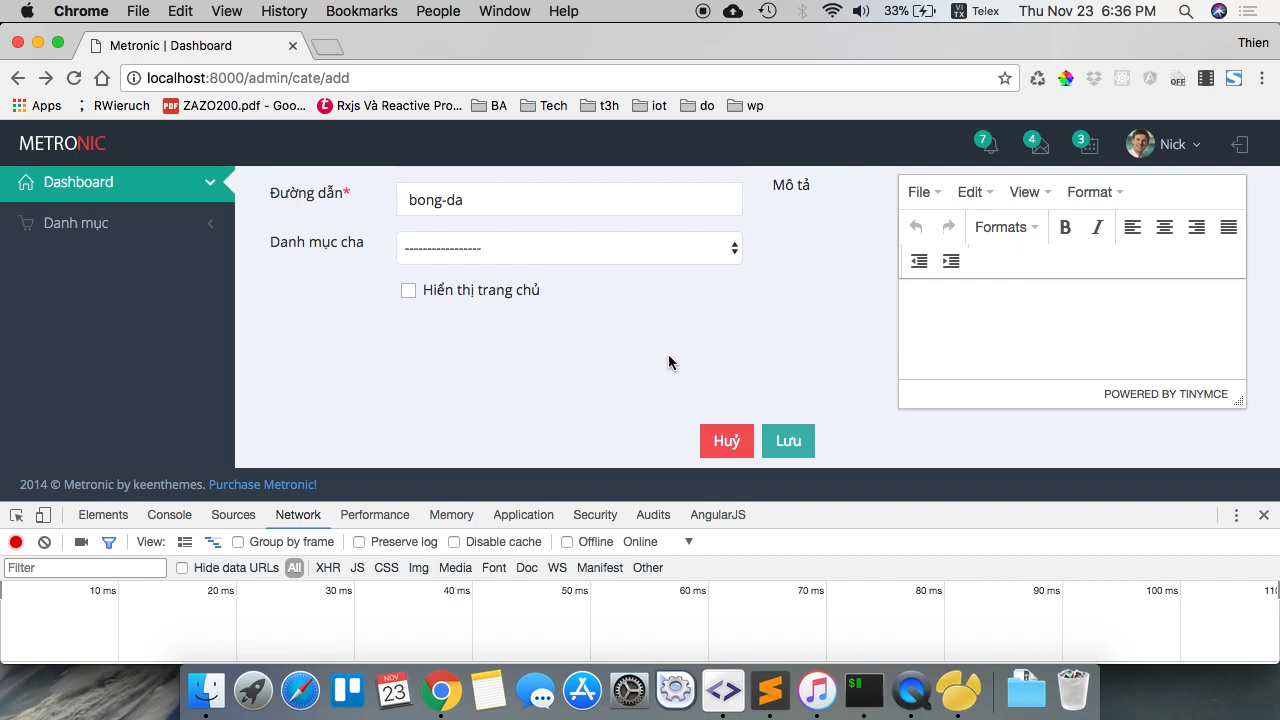 Chrome File Edit View History Bookmarks People Window Help 33% VI TX Telex Thu Nov 23 6:36 PM
Metronic | Dashboard Thien
localhost:8000/admin/cate/add OFF
Apps RWieruch PDF ZAZO200.pdf - Goo... t Rxjs Và Reactive Pro... BA Tech t3h iot do wp
METRONIC 7 4 3 Nick
Dashboard
Danh mục
Đường dẫn* bong-da
Danh mục cha -----------------
Hiển thị trang chủ
Mô tả
File Edit View Format
Formats B I
POWERED BY TINYMCE
Huỷ Lưu
2014 © Metronic by keenthemes. Purchase Metronic!
Elements Console Sources Network Performance Memory Application Security Audits AngularJS
View: Group by frame Preserve log Disable cache Offline Online
Filter Hide data URLs All XHR JS CSS Img Media Font Doc WS Manifest Other
10 ms 20 ms 30 ms 40 ms 50 ms 60 ms 70 ms 80 ms 90 ms 100 ms
NOV
23 $